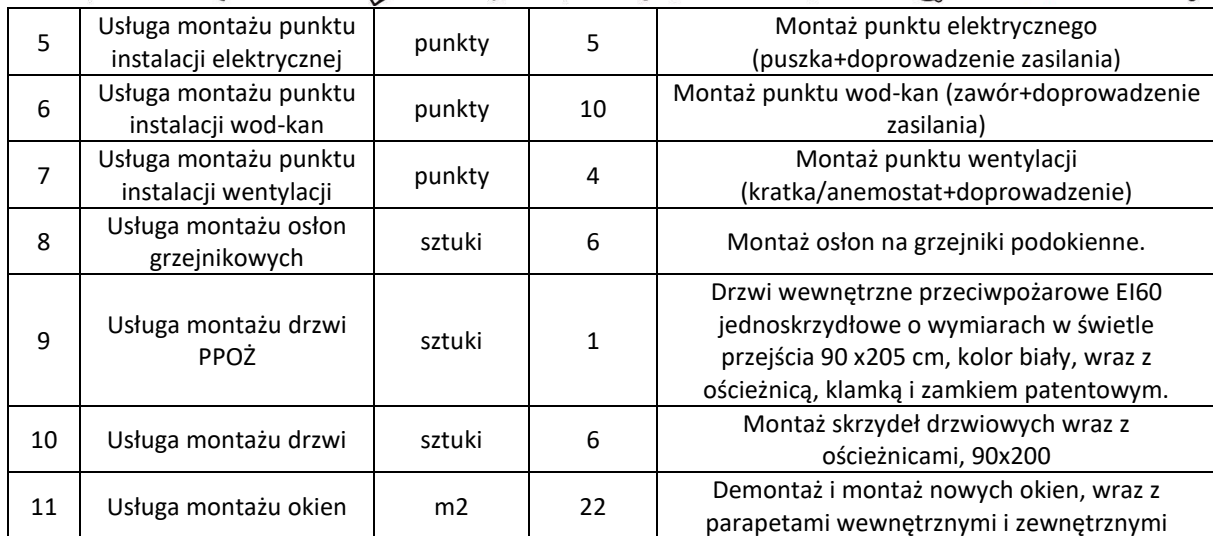 5
Usługa montażu punktu
instalacji elektrycznej
punkty
5
Montaż punktu elektrycznego
(puszka+doprowadzenie zasilania)
6
Usługa montażu punktu
instalacji wod-kan
punkty
10
Montaż punktu wod-kan (zawór+doprowadzenie
zasilania)
7
Usługa montażu punktu
instalacji wentylacji
punkty
4
Montaż punktu wentylacji
(kratka/anemostat+doprowadzenie)
8
Usługa montażu osłon
grzejnikowych
sztuki
6
Montaż osłon na grzejniki podokienne.
9
Usługa montażu drzwi
PPOŻ
sztuki
1
Drzwi wewnętrzne przeciwpożarowe EI60
jednoskrzydłowe o wymiarach w świetle
przejścia 90 x205 cm, kolor biały, wraz z
ościeżnicą, klamką i zamkiem patentowym.
10
Usługa montażu drzwi
sztuki
6
Montaż skrzydeł drzwiowych wraz z
ościeżnicami, 90x200
11
Usługa montażu okien
m2
22
Demontaż i montaż nowych okien, wraz z
parapetami wewnętrznymi i zewnętrznymi